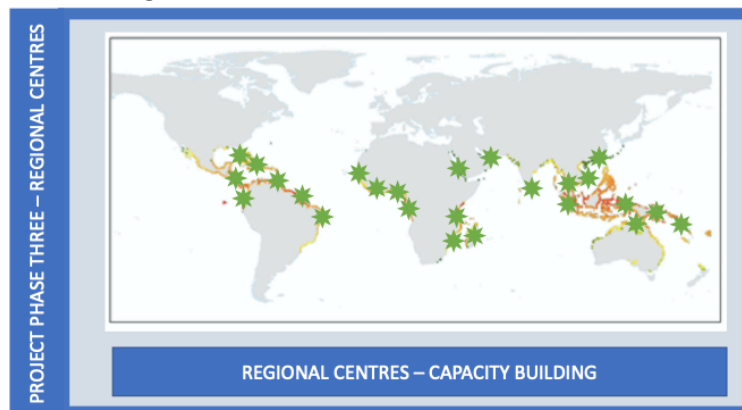 PROJECT PHASE THREE – REGIONAL CENTRES
REGIONAL CENTRES – CAPACITY BUILDING